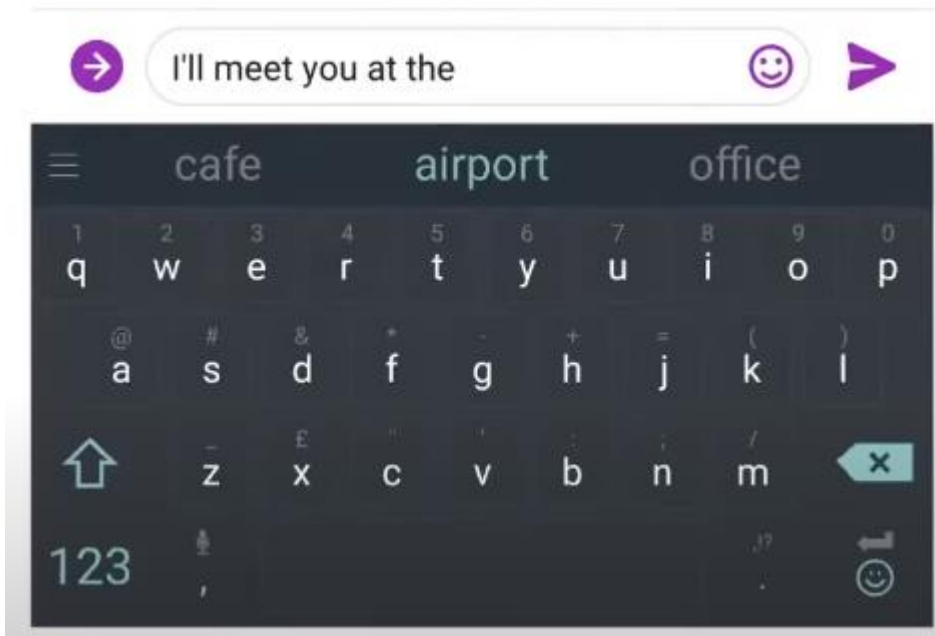 I'll meet you at the
cafe airport office
1 2 3 4 5 6 7 8 9 0
q w e r t y u i o p
@ # & * - + = ( )
a s d f g h j k l
_ £ " ' : ; /
z x c v b n m
123 , ,!? .